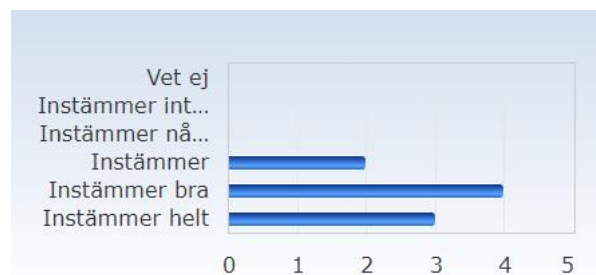 Vet ej
Instämmer int...
Instämmer nå...
Instämmer
Instämmer bra
Instämmer helt
0 1 2 3 4 5